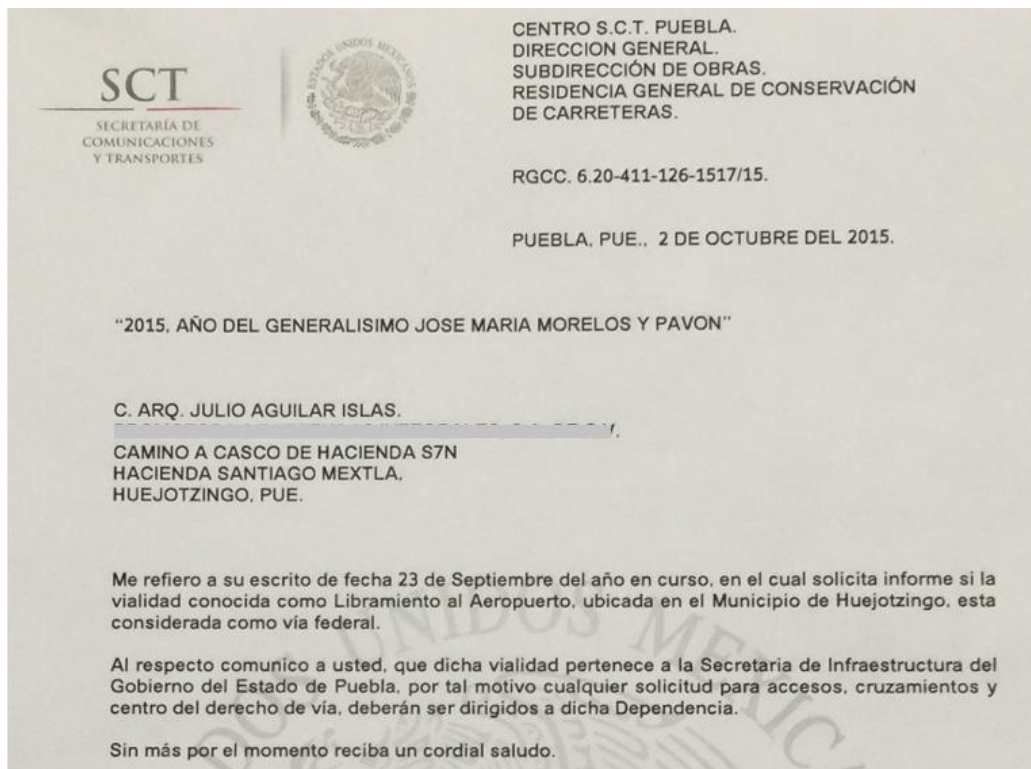 SCT
SECRETARÍA DE
COMUNICACIONES
Y TRANSPORTES
ESTADOS UNIDOS MEXICANOS
CENTRO S.C.T. PUEBLA.
DIRECCION GENERAL.
SUBDIRECCIÓN DE OBRAS.
RESIDENCIA GENERAL DE CONSERVACIÓN
DE CARRETERAS.
RGCC. 6.20-411-126-1517/15.
PUEBLA, PUE., 2 DE OCTUBRE DEL 2015.
“2015, AÑO DEL GENERALISIMO JOSE MARIA MORELOS Y PAVON”
C. ARQ. JULIO AGUILAR ISLAS.
CAMINO A CASCO DE HACIENDA S7N
HACIENDA SANTIAGO MEXTLA,
HUEJOTZINGO, PUE.
Me refiero a su escrito de fecha 23 de Septiembre del año en curso, en el cual solicita informe si la
vialidad conocida como Libramiento al Aeropuerto, ubicada en el Municipio de Huejotzingo, esta
considerada como vía federal.
Al respecto comunico a usted, que dicha vialidad pertenece a la Secretaria de Infraestructura del
Gobierno del Estado de Puebla, por tal motivo cualquier solicitud para accesos, cruzamientos y
centro del derecho de vía, deberán ser dirigidos a dicha Dependencia.
Sin más por el momento reciba un cordial saludo.